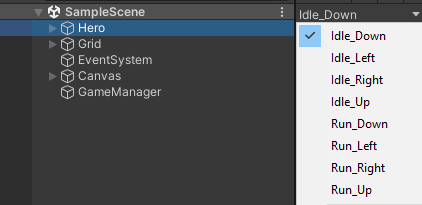 SampleScene
Hero
Grid
EventSystem
Canvas
GameManager
Idle_Down
Idle_Down
Idle_Left
Idle_Right
Idle_Up
Run_Down
Run_Left
Run_Right
Run_Up